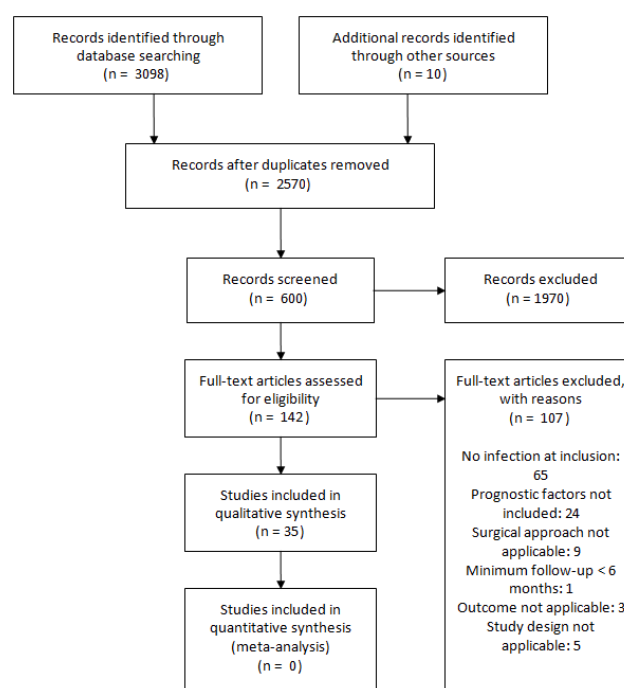 Records identified through
database searching
(n = 3098)
Additional records identified
through other sources
(n = 10)
Records after duplicates removed
(n = 2570)
Records screened
(n = 600)
Records excluded
(n = 1970)
Full-text articles assessed
for eligibility
(n = 142)
Full-text articles excluded,
with reasons
(n = 107)
No infection at inclusion:
65
Prognostic factors not
included: 24
Surgical approach not
applicable: 9
Minimum follow-up < 6
months: 1
Outcome not applicable: 3
Study design not
applicable: 5
Studies included in
qualitative synthesis
(n = 35)
Studies included in
quantitative synthesis
(meta-analysis)
(n = 0)